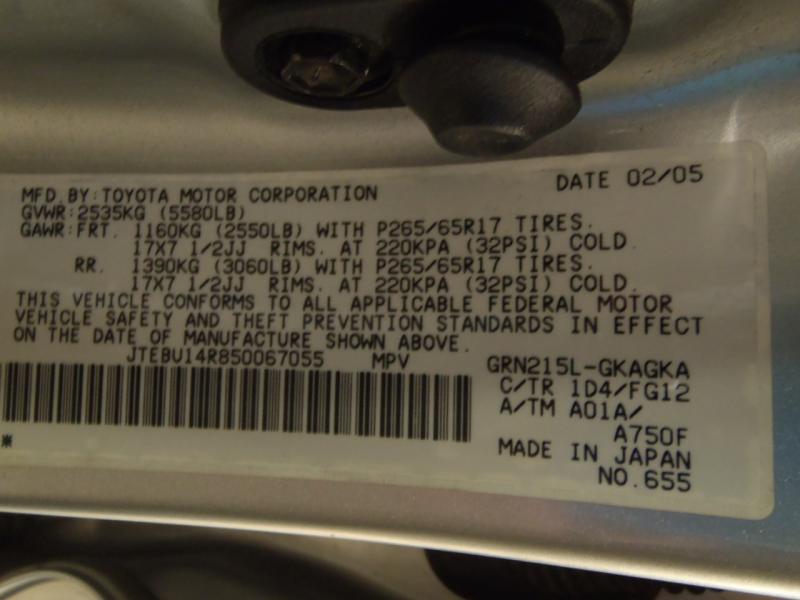 DATE 02/05
MFD.BY:TOYOTA MOTOR CORPORATION
GVWR:2535KG (5580LB)
GAWR:FRT. 1160KG (2550LB) WITH P265/65R17 TIRES.
17X7 1/2JJ RIMS. AT 220KPA (32PSI) COLD.
RR. 1390KG (3060LB) WITH P265/65R17 TIRES.
17X7 1/2JJ RIMS. AT 220KPA (32PSI) COLD.
THIS VEHICLE CONFORMS TO ALL APPLICABLE FEDERAL MOTOR
VEHICLE SAFETY AND THEFT PREVENTION STANDARDS IN EFFECT
ON THE DATE OF MANUFACTURE SHOWN ABOVE.
JTEBU14R850067055 MPV
GRN215L-GKAGKA
C/TR 1D4/FG12
A/TM A01A/
A750F
MADE IN JAPAN
NO.655
*